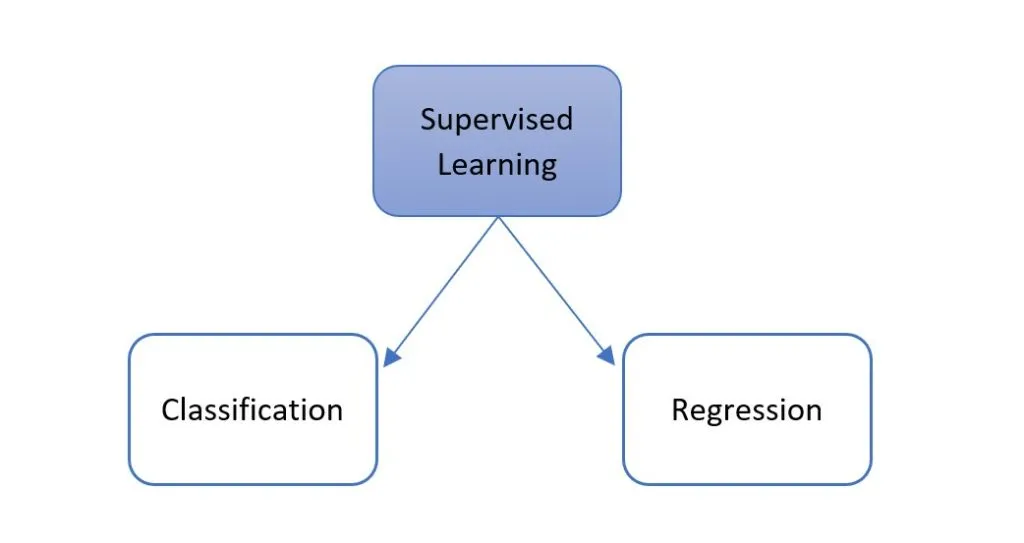 Supervised
Learning
Classification
Regression